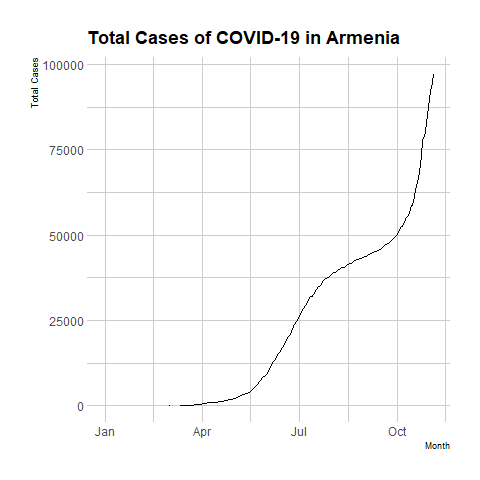 Total Cases of COVID-19 in Armenia
Total Cases
100000
75000
50000
25000
0
Jan Apr Jul Oct
Month